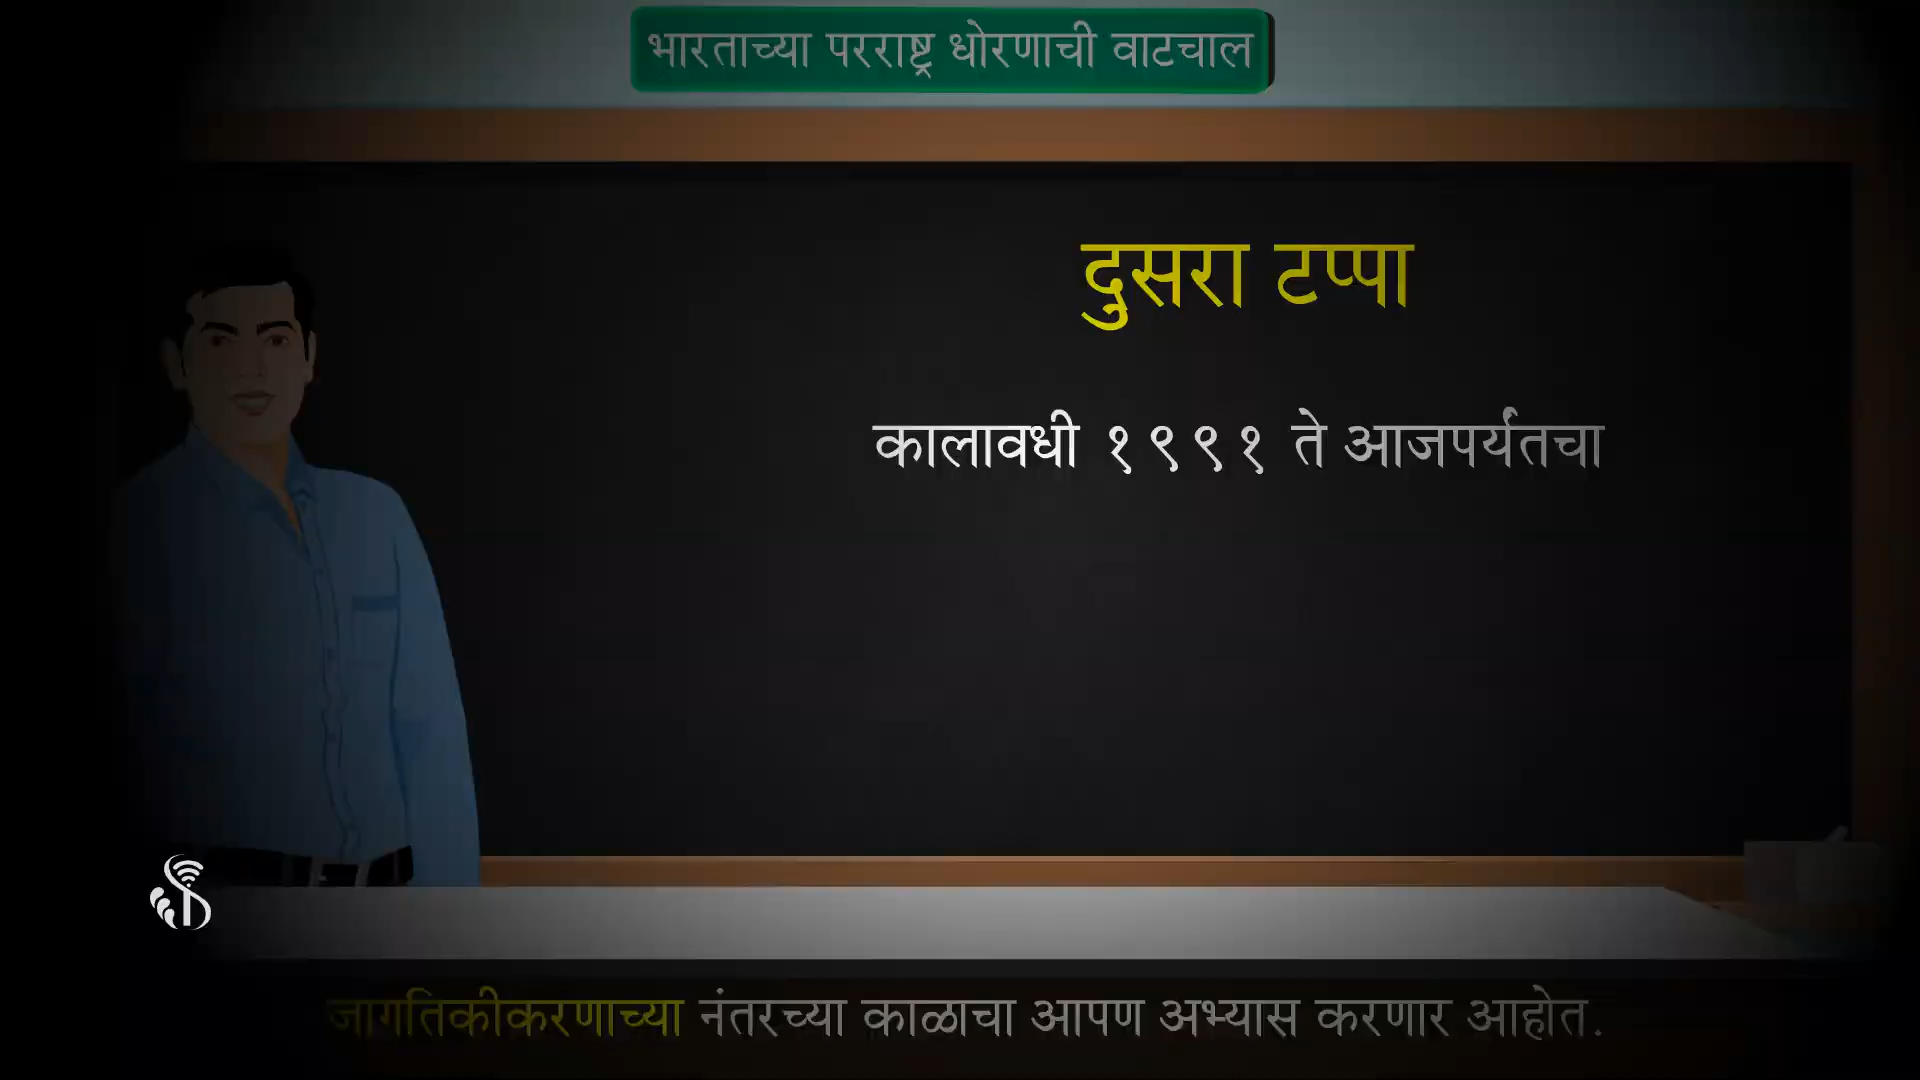 भारताच्या परराष्ट्र धोरणाची वाटचाल
दुसरा टप्पा
कालावधी १९९१ ते आजपर्यंतचा
जागतिकीकरणाच्या नंतरच्या काळाचा आपण अभ्यास करणार आहोत.